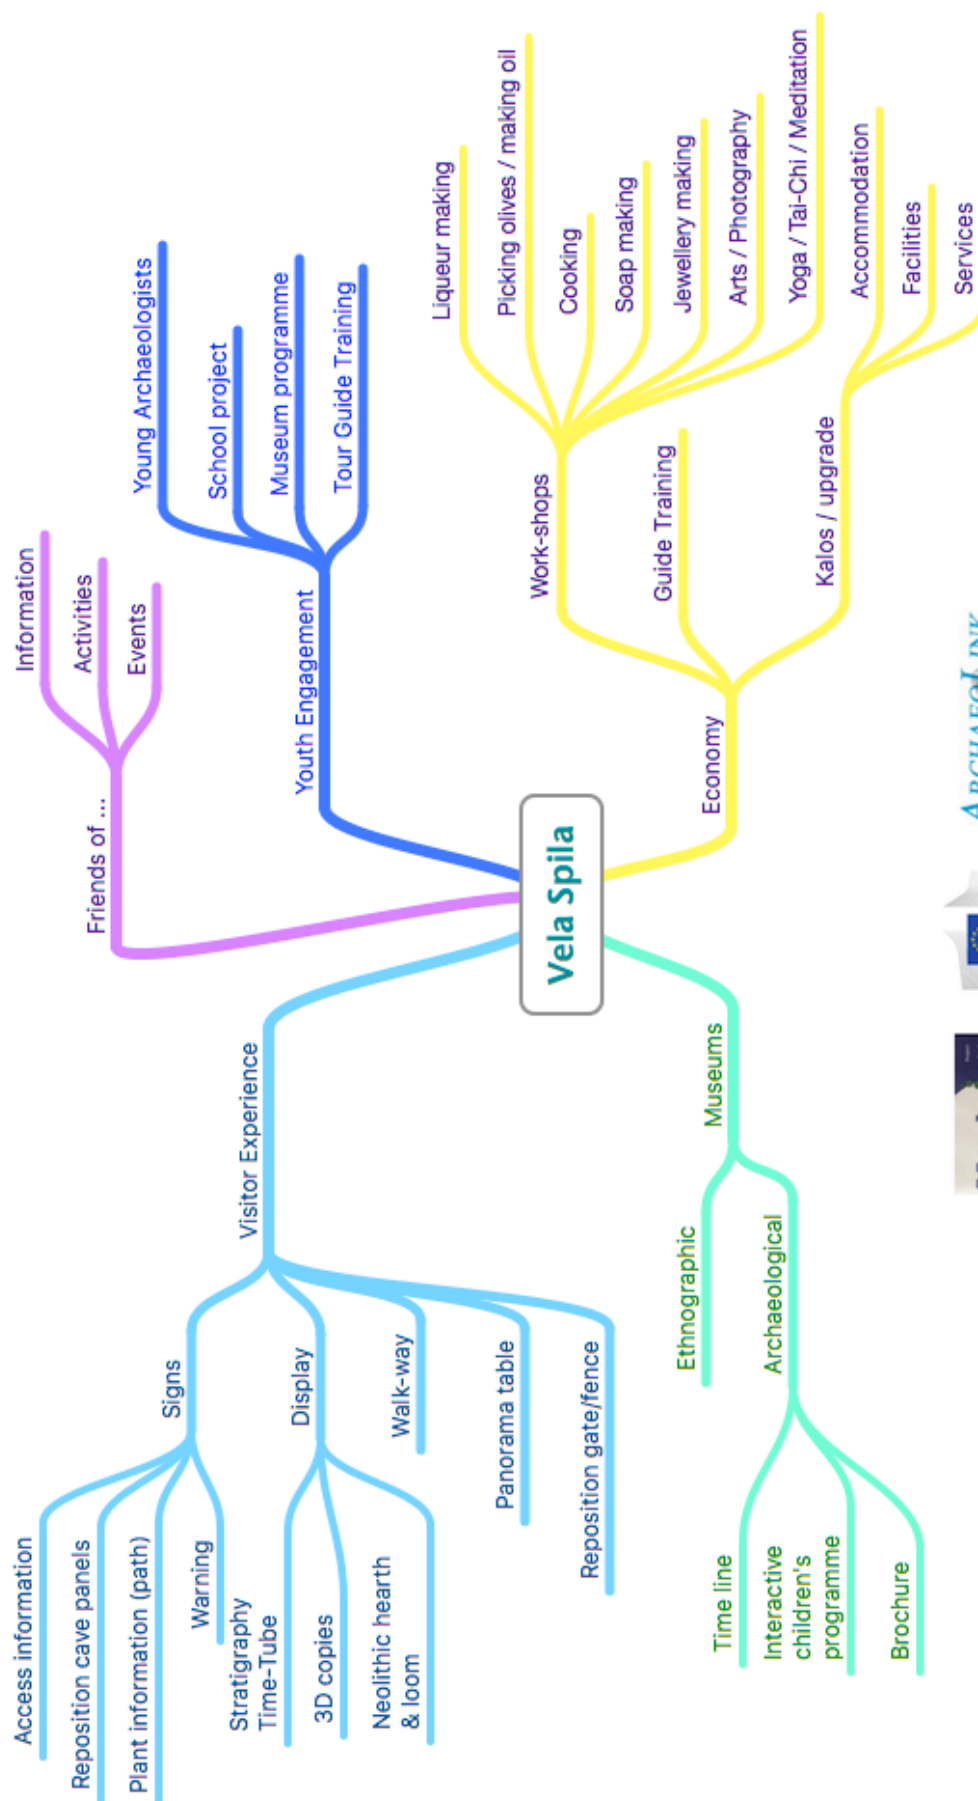 Vela Spila
Visitor Experience
Signs
Access information
Reposition cave panels
Plant information (path)
Warning
Display
Stratigraphy
Time-Tube
3D copies
Neolithic hearth
& loom
Walk-way
Panorama table
Reposition gate/fence
Friends of ...
Information
Activities
Events
Youth Engagement
Young Archaeologists
School project
Museum programme
Tour Guide Training
Economy
Work-shops
Liqueur making
Picking olives / making oil
Cooking
Soap making
Jewellery making
Arts / Photography
Yoga / Tai-Chi / Meditation
Guide Training
Kalos / upgrade
Accommodation
Facilities
Services
Museums
Ethnographic
Archaeological
Time line
Interactive
children's
programme
Brochure